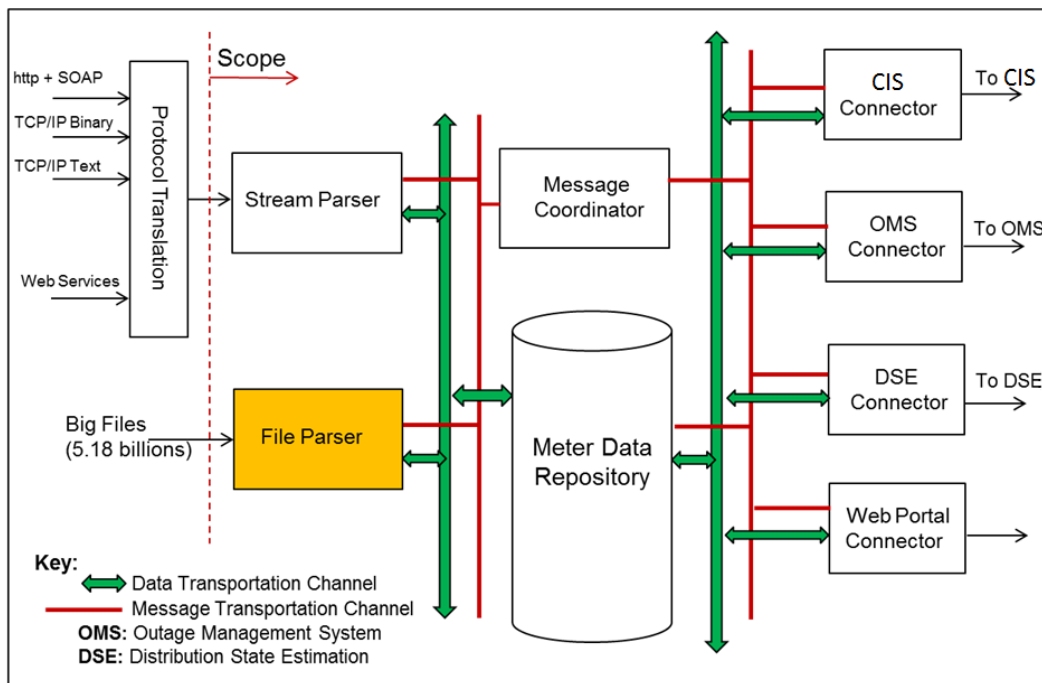 Scope
http + SOAP
TCP/IP Binary
TCP/IP Text
Web Services
Protocol Translation
Stream Parser
Message
Coordinator
CIS
Connector
To CIS
OMS
Connector
To OMS
DSE
Connector
To DSE
Web Portal
Connector
Big Files
(5.18 billions)
File Parser
Meter Data
Repository
Key:
Data Transportation Channel
Message Transportation Channel
OMS: Outage Management System
DSE: Distribution State Estimation